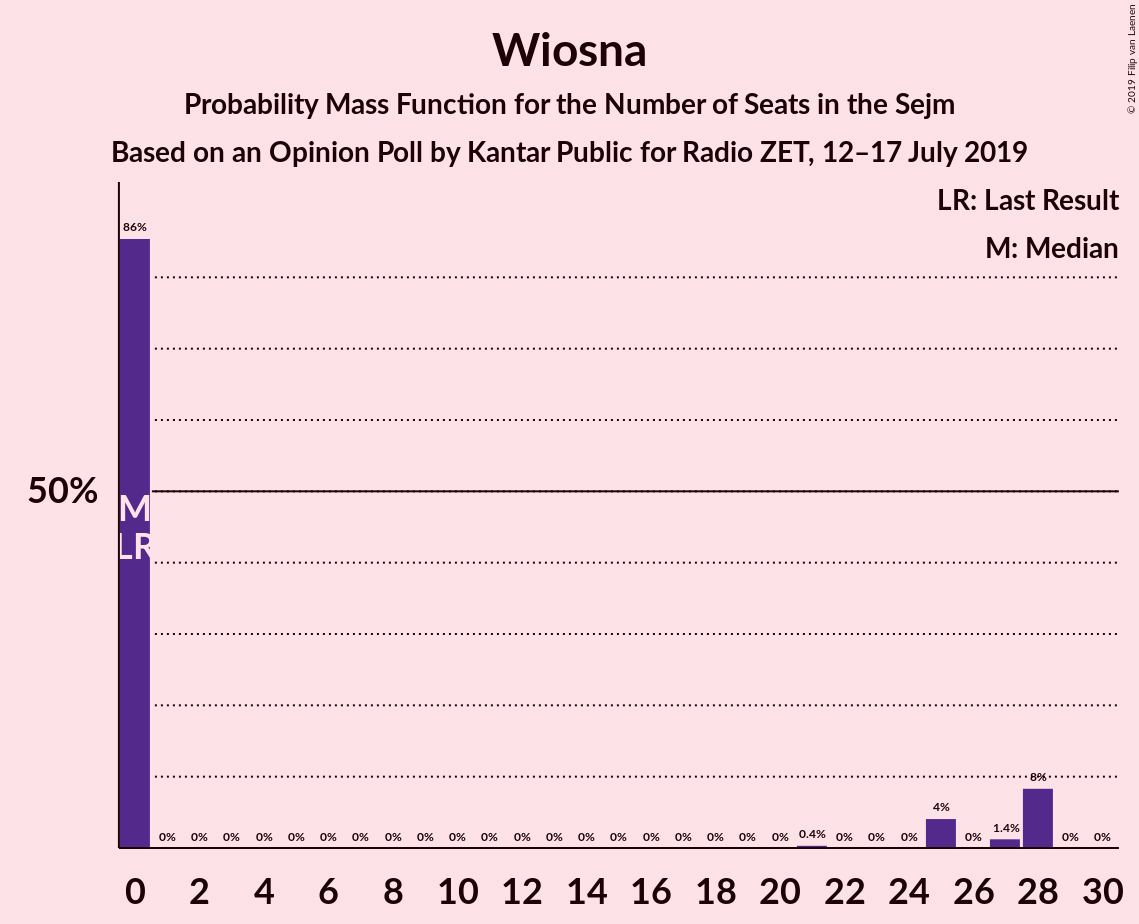 Wiosna
Probability Mass Function for the Number of Seats in the Sejm
Based on an Opinion Poll by Kantar Public for Radio ZET, 12–17 July 2019
© 2019 Filip van Laenen
LR: Last Result
M: Median
86%
50%
M
LR
0% 0% 0% 0% 0% 0% 0% 0% 0% 0% 0% 0% 0% 0% 0% 0% 0% 0% 0% 0% 0.4% 0% 0% 0% 4% 0% 1.4% 8% 0% 0%
0 2 4 6 8 10 12 14 16 18 20 22 24 26 28 30